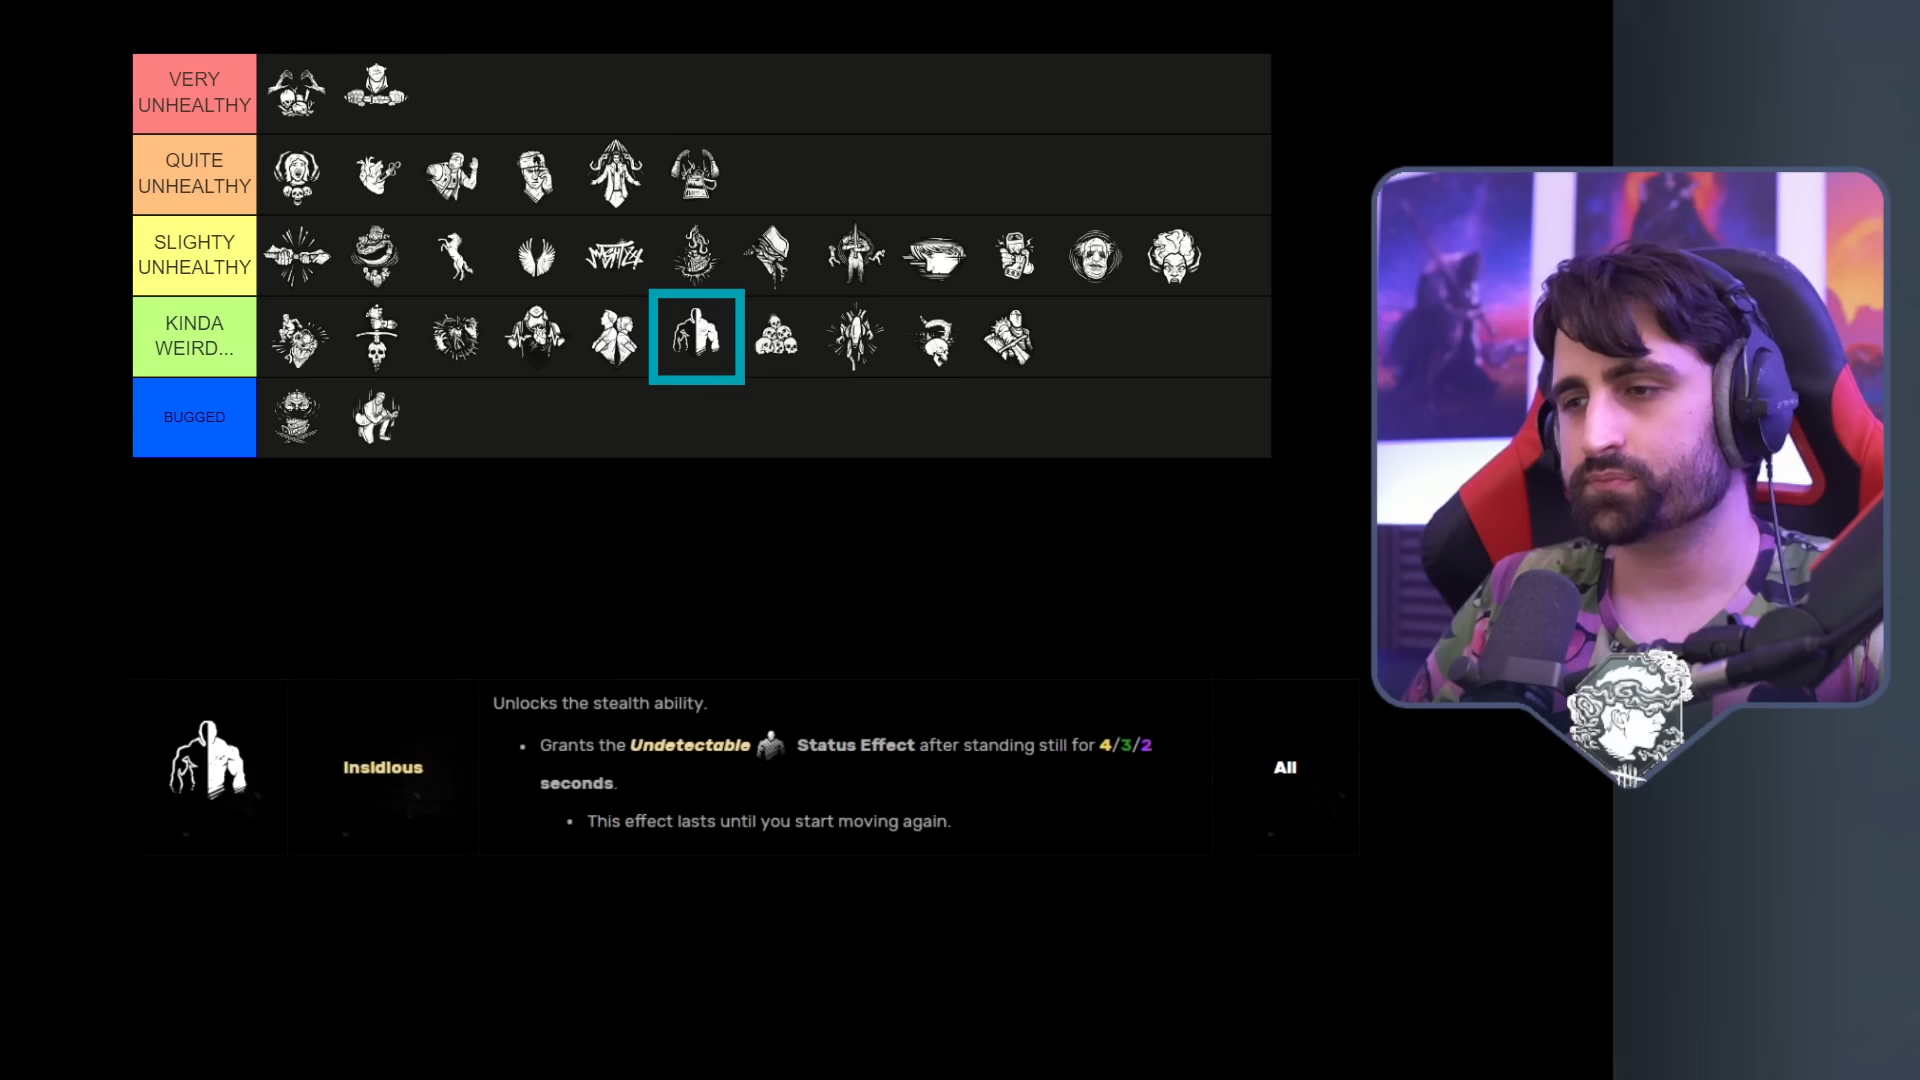 VERY
UNHEALTHY
QUITE
UNHEALTHY
SLIGHTY
UNHEALTHY
KINDA
WEIRD...
BUGGED
Unlocks the stealth ability.
• Grants the Undetectable Status Effect after standing still for 4/3/2
seconds.
• This effect lasts until you start moving again.
Insidious
All